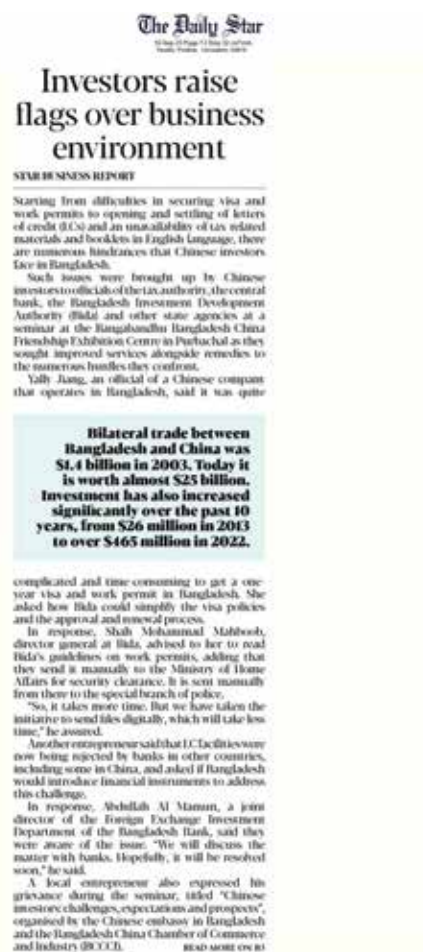 The Daily Star
Investors raise
flags over business
environment
STAR BUSINESS REPORT
Starting from difficulties in securing visa and
work permits to opening and settling of letters
of credit (LCs) and an unavailability of tax related
materials and booklets in English language, there
are numerous hindrances that Chinese investors
face in Bangladesh.
Such issues were brought up by Chinese
investors to officials of the tax authority, the central
bank, the Bangladesh Investment Development
Authority (Bida) and other state agencies at a
seminar at the Bangabandhu Bangladesh China
Friendship Exhibition Centre in Purbachal as they
sought improved services alongside remedies to
the numerous hurdles they confront.
Yally Jiang, an official of a Chinese company
that operates in Bangladesh, said it was quite
Bilateral trade between
Bangladesh and China was
$1.4 billion in 2003. Today it
is worth almost $25 billion.
Investment has also increased
significantly over the past 10
years, from $26 million in 2013
to over $465 million in 2022.
complicated and time consuming to get a one-
year visa and work permit in Bangladesh. She
asked how Bida could simplify the visa policies
and the approval and renewal process.
In response, Shah Mohammad Mahboob,
director general at Bida, advised to her to read
Bida's guidelines on work permits, adding that
they send it manually to the Ministry of Home
Affairs for security clearance. It is sent manually
from there to the special branch of police.
"So, it takes more time. But we have taken the
initiative to send files digitally, which will take less
time," he assured.
Another entrepreneur said that LC facilities were
now being rejected by banks in other countries,
including some in China, and asked if Bangladesh
would introduce financial instruments to address
this challenge.
In response, Abdullah Al Mamun, a joint
director of the Foreign Exchange Investment
Department of the Bangladesh Bank, said they
were aware of the issue. "We will discuss the
matter with banks. Hopefully, it will be resolved
soon," he said.
A local entrepreneur also expressed his
grievance during the seminar, titled "Chinese
investors: challenges, expectations and prospects",
organised by the Chinese embassy in Bangladesh
and the Bangladesh China Chamber of Commerce
and Industry (BCCCI). READ MORE ON B3